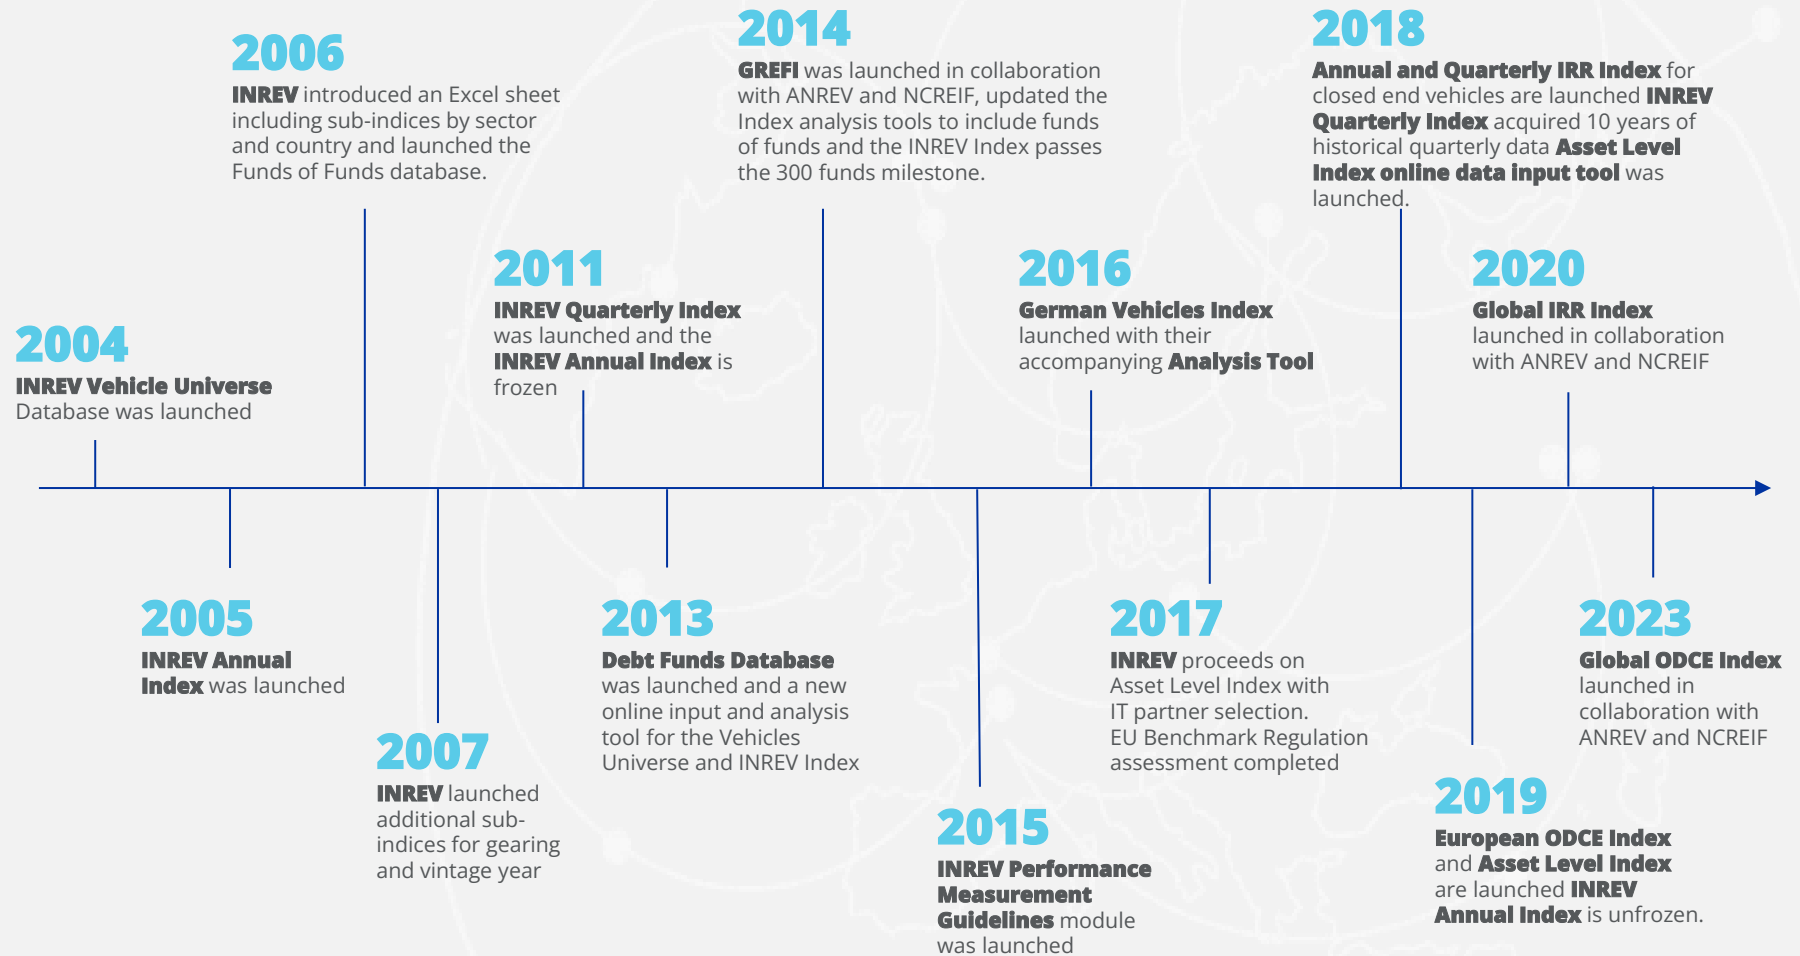 2004
INREV Vehicle Universe
Database was launched
2005
INREV Annual
Index was launched
2006
INREV introduced an Excel sheet
including sub-indices by sector
and country and launched the
Funds of Funds database.
2007
INREV launched
additional sub-
indices for gearing
and vintage year
2011
INREV Quarterly Index
was launched and the
INREV Annual Index is
frozen
2013
Debt Funds Database
was launched and a new
online input and analysis
tool for the Vehicles
Universe and INREV Index
2014
GREFI was launched in collaboration
with ANREV and NCREIF, updated the
Index analysis tools to include funds
of funds and the INREV Index passes
the 300 funds milestone.
2015
INREV Performance
Measurement
Guidelines module
was launched
2016
German Vehicles Index
launched with their
accompanying Analysis Tool
2017
INREV proceeds on
Asset Level Index with
IT partner selection.
EU Benchmark Regulation
assessment completed
2018
Annual and Quarterly IRR Index for
closed end vehicles are launched INREV
Quarterly Index acquired 10 years of
historical quarterly data Asset Level
Index online data input tool was
launched.
2019
European ODCE Index
and Asset Level Index
are launched INREV
Annual Index is unfrozen.
2020
Global IRR Index
launched in collaboration
with ANREV and NCREIF
2023
Global ODCE Index
launched in
collaboration with
ANREV and NCREIF